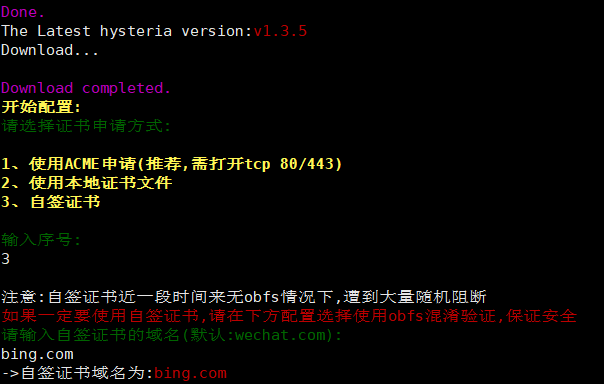 Done.
The Latest hysteria version:v1.3.5
Download...
Download completed.
开始配置:
请选择证书申请方式:
1、使用ACME申请(推荐,需打开tcp 80/443)
2、使用本地证书文件
3、自签证书
输入序号:
3
注意:自签证书近一段时间来无obfs情况下,遭到大量随机阻断
如果一定要使用自签证书,请在下方配置选择使用obfs混淆验证,保证安全
请输入自签证书的域名(默认:wechat.com):
bing.com
->自签证书域名为:bing.com